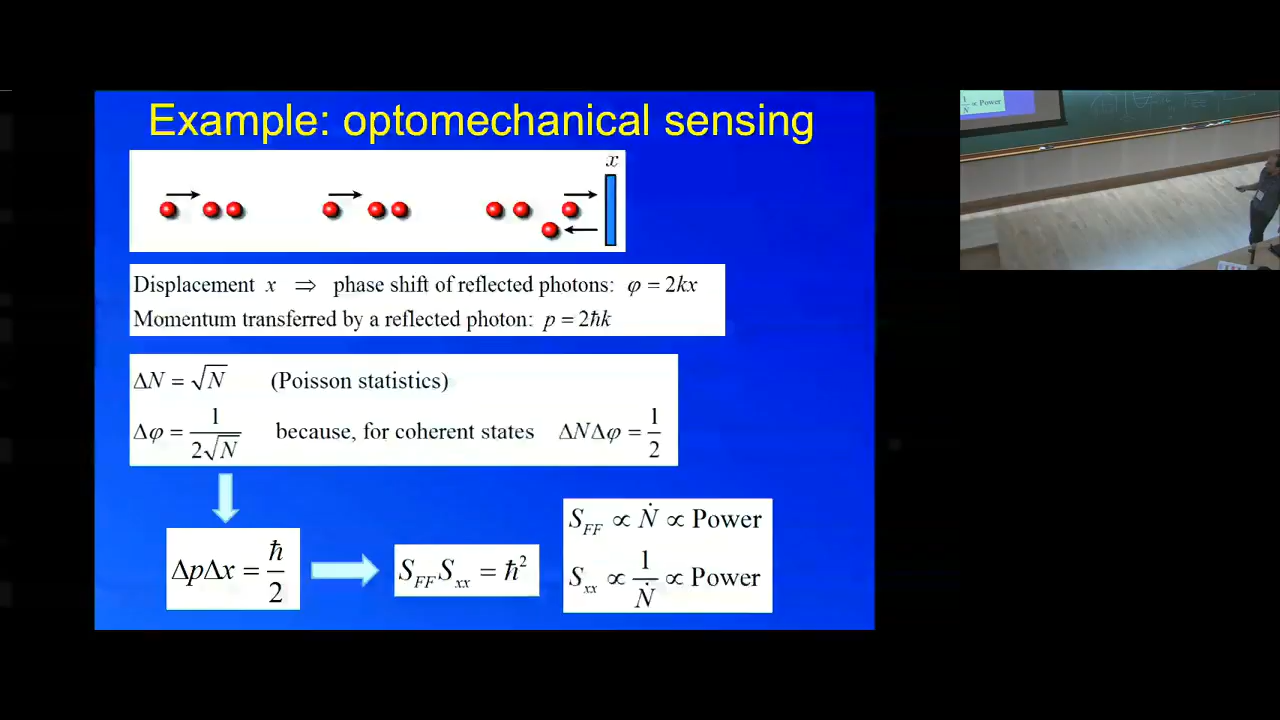 Example: optomechanical sensing
x
Displacement x ⇒ phase shift of reflected photons: φ = 2kx
Momentum transferred by a reflected photon: p = 2ħk
ΔN = √N (Poisson statistics)
Δφ = 1/(2√N) because, for coherent states ΔNΔφ = 1/2
ΔpΔx = ħ/2
S_FF S_xx = ħ²
S_FF ∝ Ṅ ∝ Power
S_xx ∝ 1/Ṅ ∝ Power
1/Ṅ ∝ Power